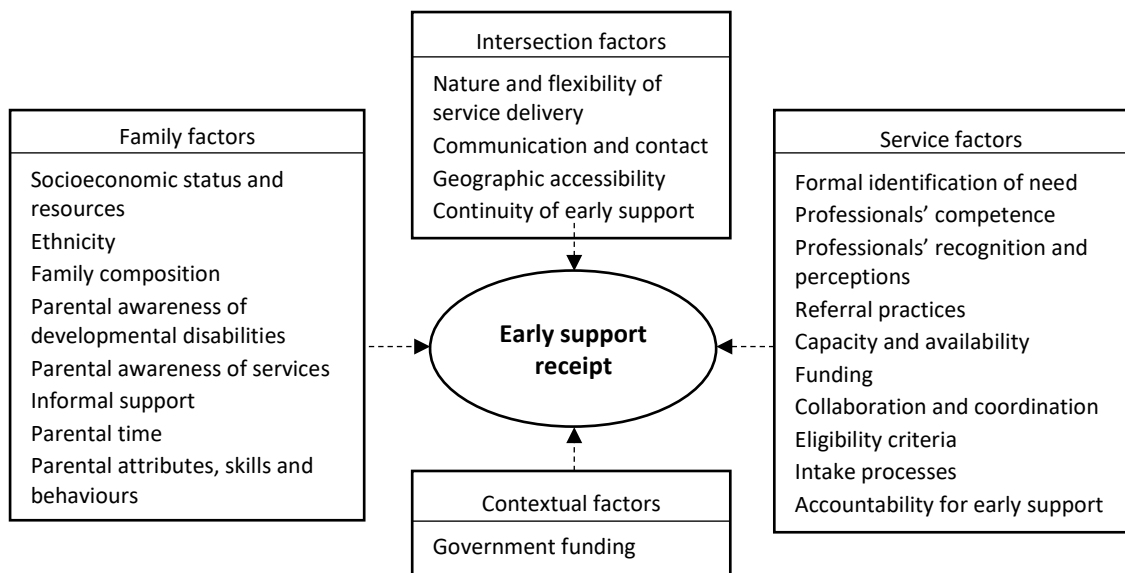 Intersection factors
Nature and flexibility of
service delivery
Communication and contact
Geographic accessibility
Continuity of early support
Family factors
Socioeconomic status and
resources
Ethnicity
Family composition
Parental awareness of
developmental disabilities
Parental awareness of services
Informal support
Parental time
Parental attributes, skills and
behaviours
Early support
receipt
Service factors
Formal identification of need
Professionals’ competence
Professionals’ recognition and
perceptions
Referral practices
Capacity and availability
Funding
Collaboration and coordination
Eligibility criteria
Intake processes
Accountability for early support
Contextual factors
Government funding